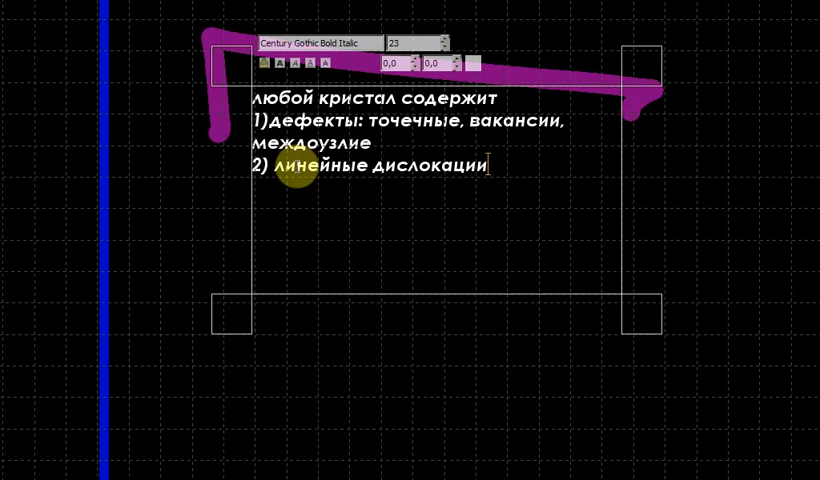 Century Gothic Bold Italic 23
A A A A A 0,0 0,0
любой кристал содержит
1)дефекты: точечные, вакансии,
междоузлие
2) линейные дислокации